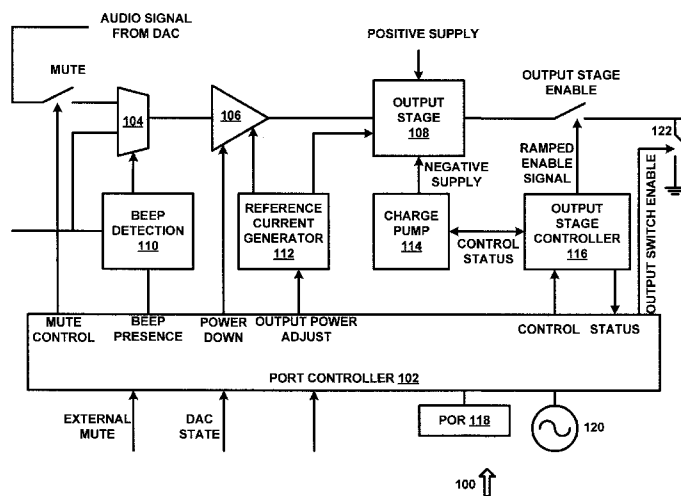 AUDIO SIGNAL
FROM DAC
MUTE
104
106
POSITIVE SUPPLY
OUTPUT
STAGE
108
OUTPUT STAGE
ENABLE
122
RAMPED
ENABLE
SIGNAL
NEGATIVE
SUPPLY
BEEP
DETECTION
110
REFERENCE
CURRENT
GENERATOR
112
CHARGE
PUMP
114
CONTROL
STATUS
OUTPUT
STAGE
CONTROLLER
116
OUTPUT SWITCH ENABLE
MUTE
CONTROL
BEEP
PRESENCE
POWER
DOWN
OUTPUT POWER
ADJUST
CONTROL
STATUS
PORT CONTROLLER 102
EXTERNAL
MUTE
DAC
STATE
POR 118
120
100